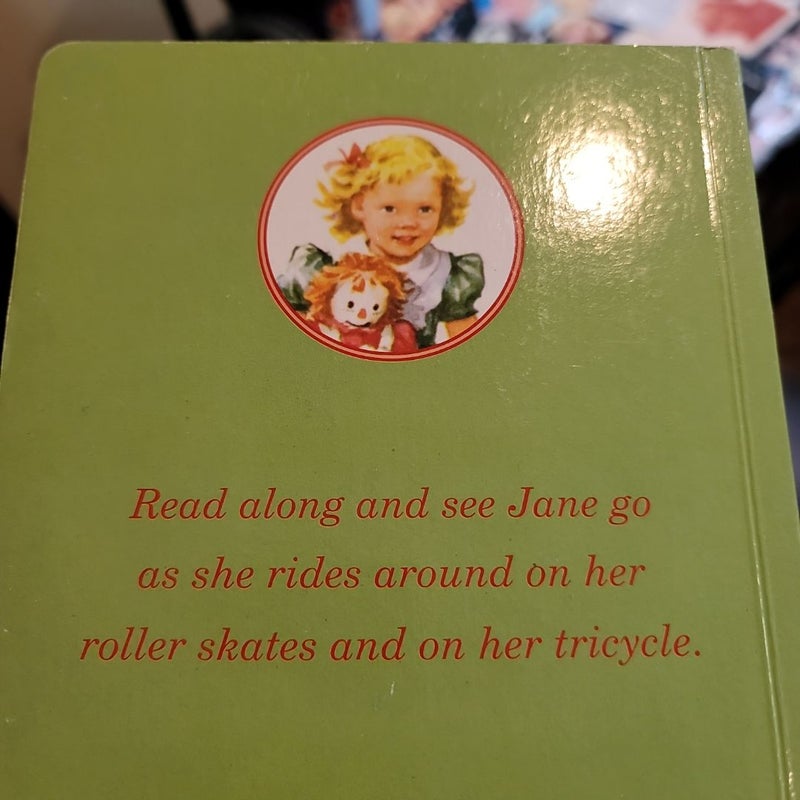 Read along and see Jane go
as she rides around on her
roller skates and on her tricycle.